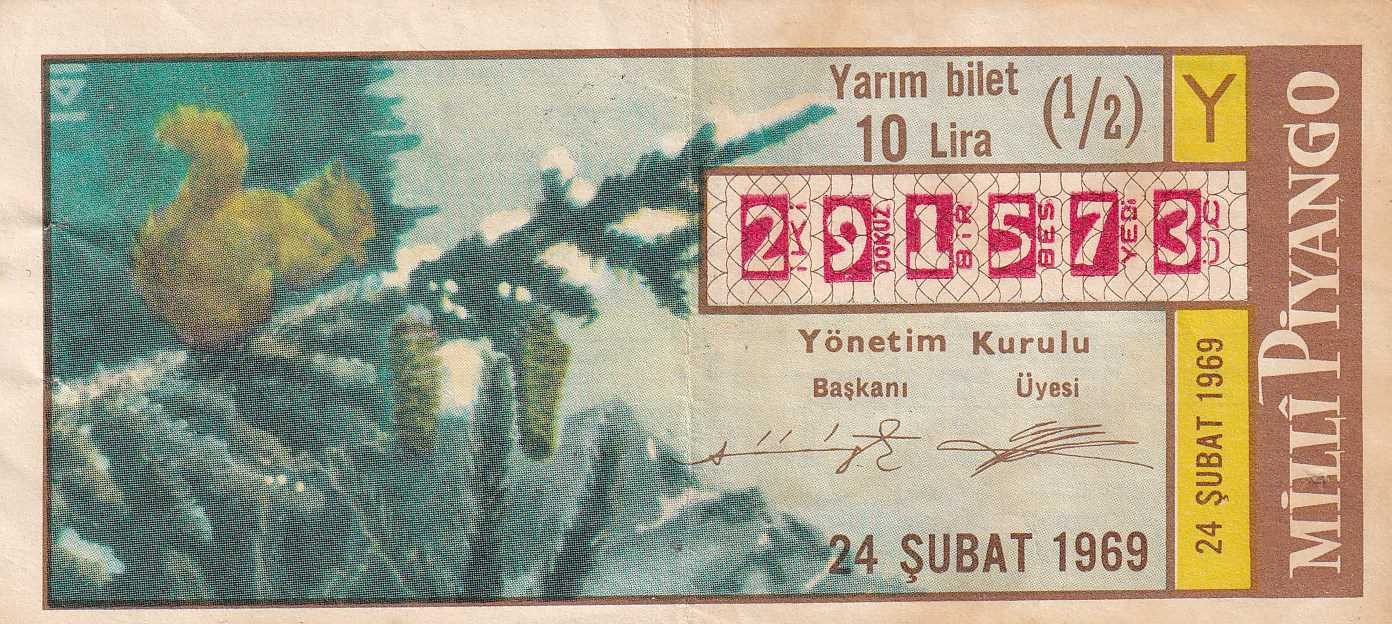 Yarım bilet
10 Lira
(1/2)
Y
2 İKİ 9 DOKUZ 1 BİR 5 BEŞ 7 YEDİ 3 ÜÇ
Yönetim Kurulu
Başkanı Üyesi
24 ŞUBAT 1969
24 ŞUBAT 1969
MİLLÎ PİYANGO